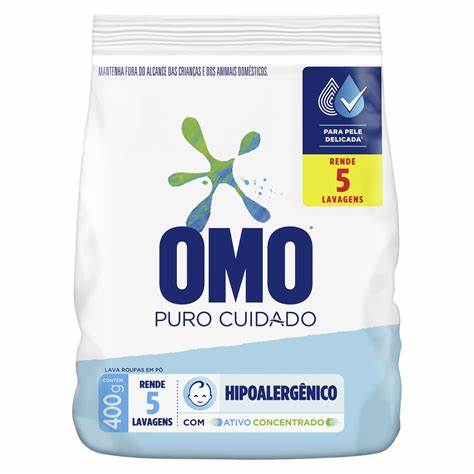 MANTENHA FORA DO ALCANCE DAS CRIANÇAS E DOS ANIMAIS DOMÉSTICOS.
PARA PELE
DELICADA
RENDE
5
LAVAGENS
OMO
PURO CUIDADO
LAVA ROUPAS EM PÓ
CONTÉM
400g
RENDE
5
LAVAGENS
HIPOALERGÊNICO
COM ATIVO CONCENTRADO